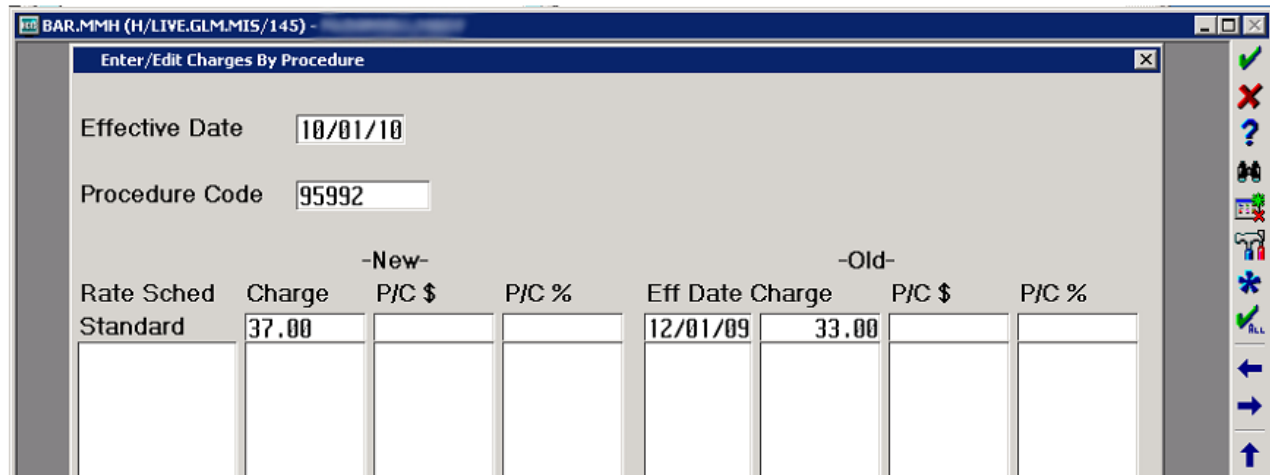 BAR.MMH (H/LIVE.GLM.MIS/145) -
Enter/Edit Charges By Procedure
Effective Date 10/01/10
Procedure Code 95992
-New- -Old-
Rate Sched Charge P/C $ P/C % Eff Date Charge P/C $ P/C %
Standard 37.00 12/01/09 33.00
ALL